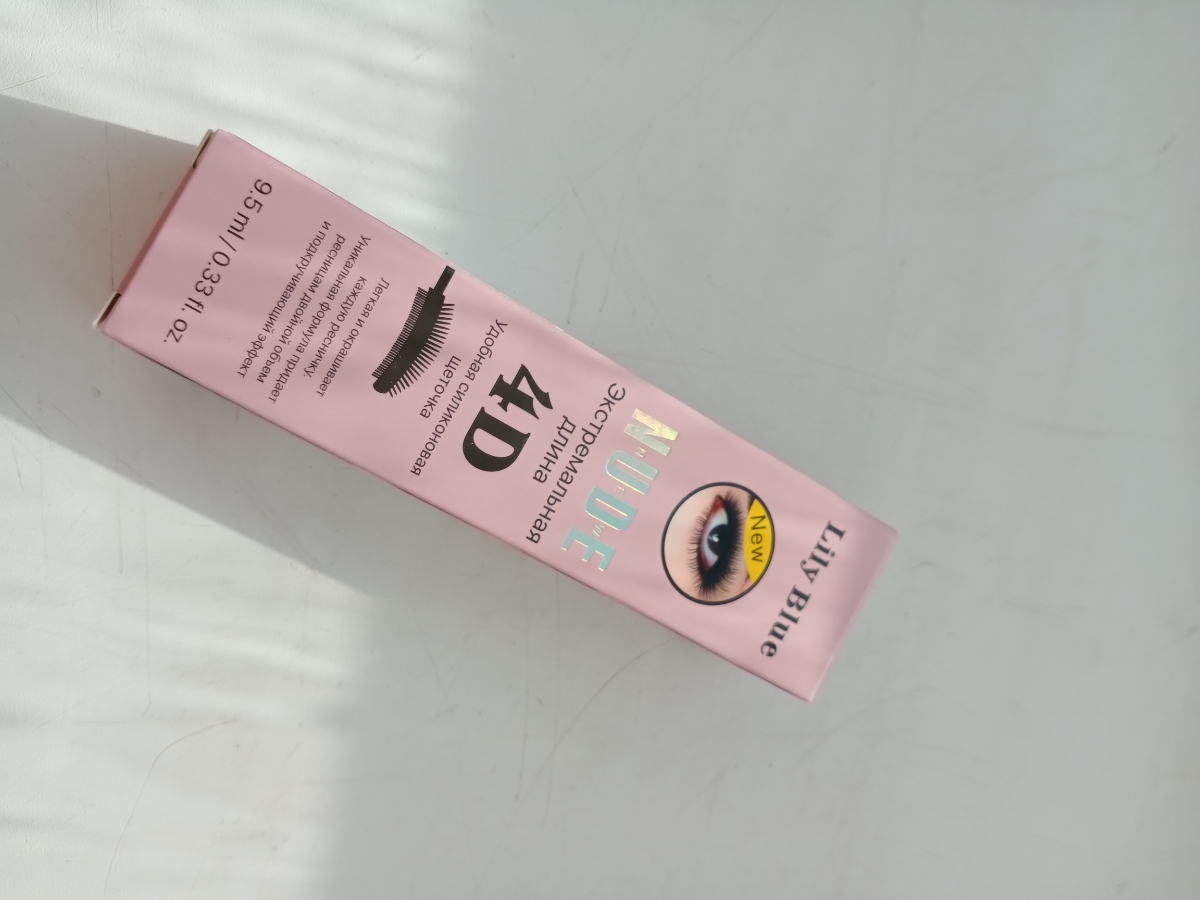 Lily Blue
New
N·U·D·E
Экстремальная
длина
4D
Удобная силиконовая
щеточка
Легкая и окрашивает
каждую ресничку.
Уникальная формула придает
ресницам двойной объем
и подкручивающий эффект
9.5 ml / 0.33 fl. oz.